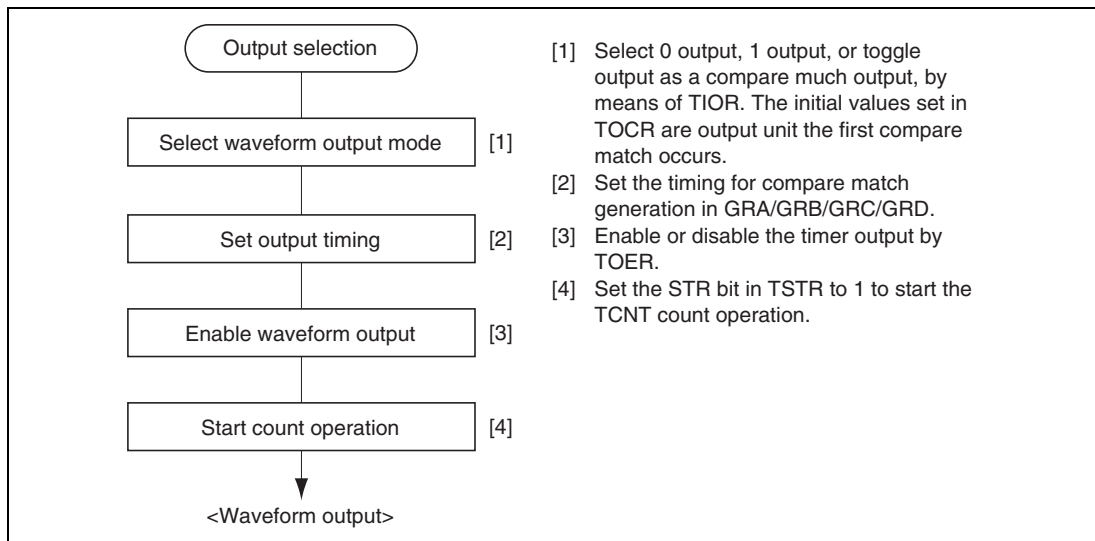 Output selection
Select waveform output mode
[1]
Set output timing
[2]
Enable waveform output
[3]
Start count operation
[4]
<Waveform output>
[1] Select 0 output, 1 output, or toggle
output as a compare much output, by
means of TIOR. The initial values set in
TOCR are output unit the first compare
match occurs.
[2] Set the timing for compare match
generation in GRA/GRB/GRC/GRD.
[3] Enable or disable the timer output by
TOER.
[4] Set the STR bit in TSTR to 1 to start the
TCNT count operation.